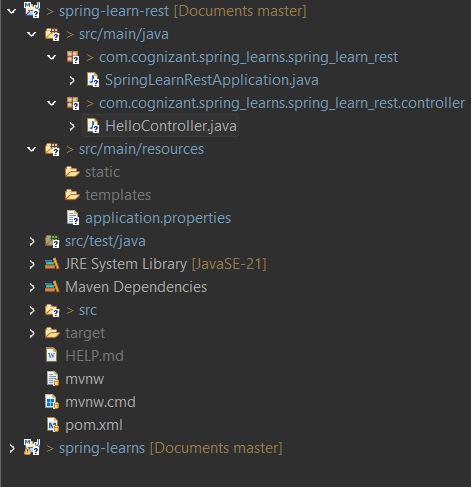 > spring-learn-rest [Documents master]
> src/main/java
> com.cognizant.spring_learns.spring_learn_rest
> SpringLearnRestApplication.java
> com.cognizant.spring_learns.spring_learn_rest.controller
> HelloController.java
> src/main/resources
static
templates
application.properties
src/test/java
JRE System Library [JavaSE-21]
Maven Dependencies
> src
> target
HELP.md
mvnw
mvnw.cmd
pom.xml
> spring-learns [Documents master]